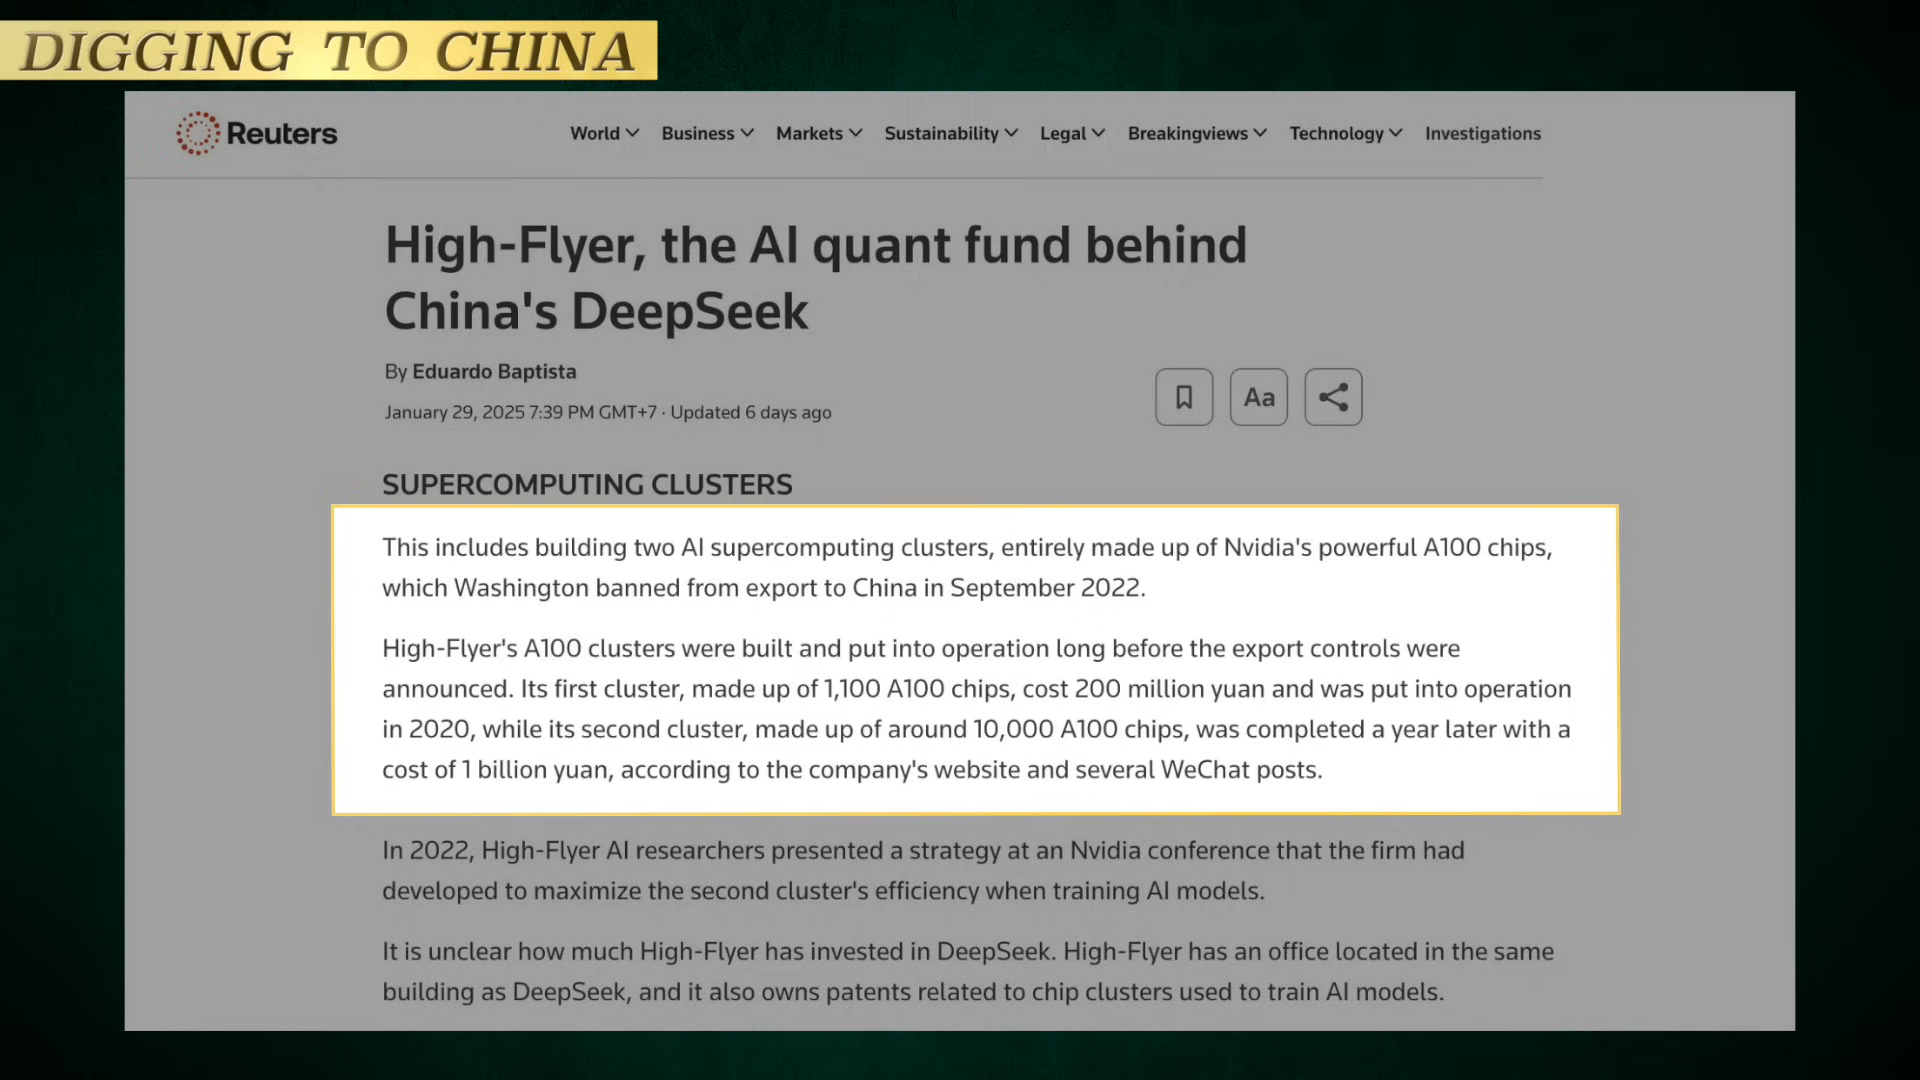 DIGGING TO CHINA
Reuters
World Business Markets Sustainability Legal Breakingviews Technology Investigations
High-Flyer, the AI quant fund behind
China's DeepSeek
By Eduardo Baptista
January 29, 2025 7:39 PM GMT+7 · Updated 6 days ago
Aa
SUPERCOMPUTING CLUSTERS
This includes building two AI supercomputing clusters, entirely made up of Nvidia's powerful A100 chips,
which Washington banned from export to China in September 2022.
High-Flyer's A100 clusters were built and put into operation long before the export controls were
announced. Its first cluster, made up of 1,100 A100 chips, cost 200 million yuan and was put into operation
in 2020, while its second cluster, made up of around 10,000 A100 chips, was completed a year later with a
cost of 1 billion yuan, according to the company's website and several WeChat posts.
In 2022, High-Flyer AI researchers presented a strategy at an Nvidia conference that the firm had
developed to maximize the second cluster's efficiency when training AI models.
It is unclear how much High-Flyer has invested in DeepSeek. High-Flyer has an office located in the same
building as DeepSeek, and it also owns patents related to chip clusters used to train AI models.